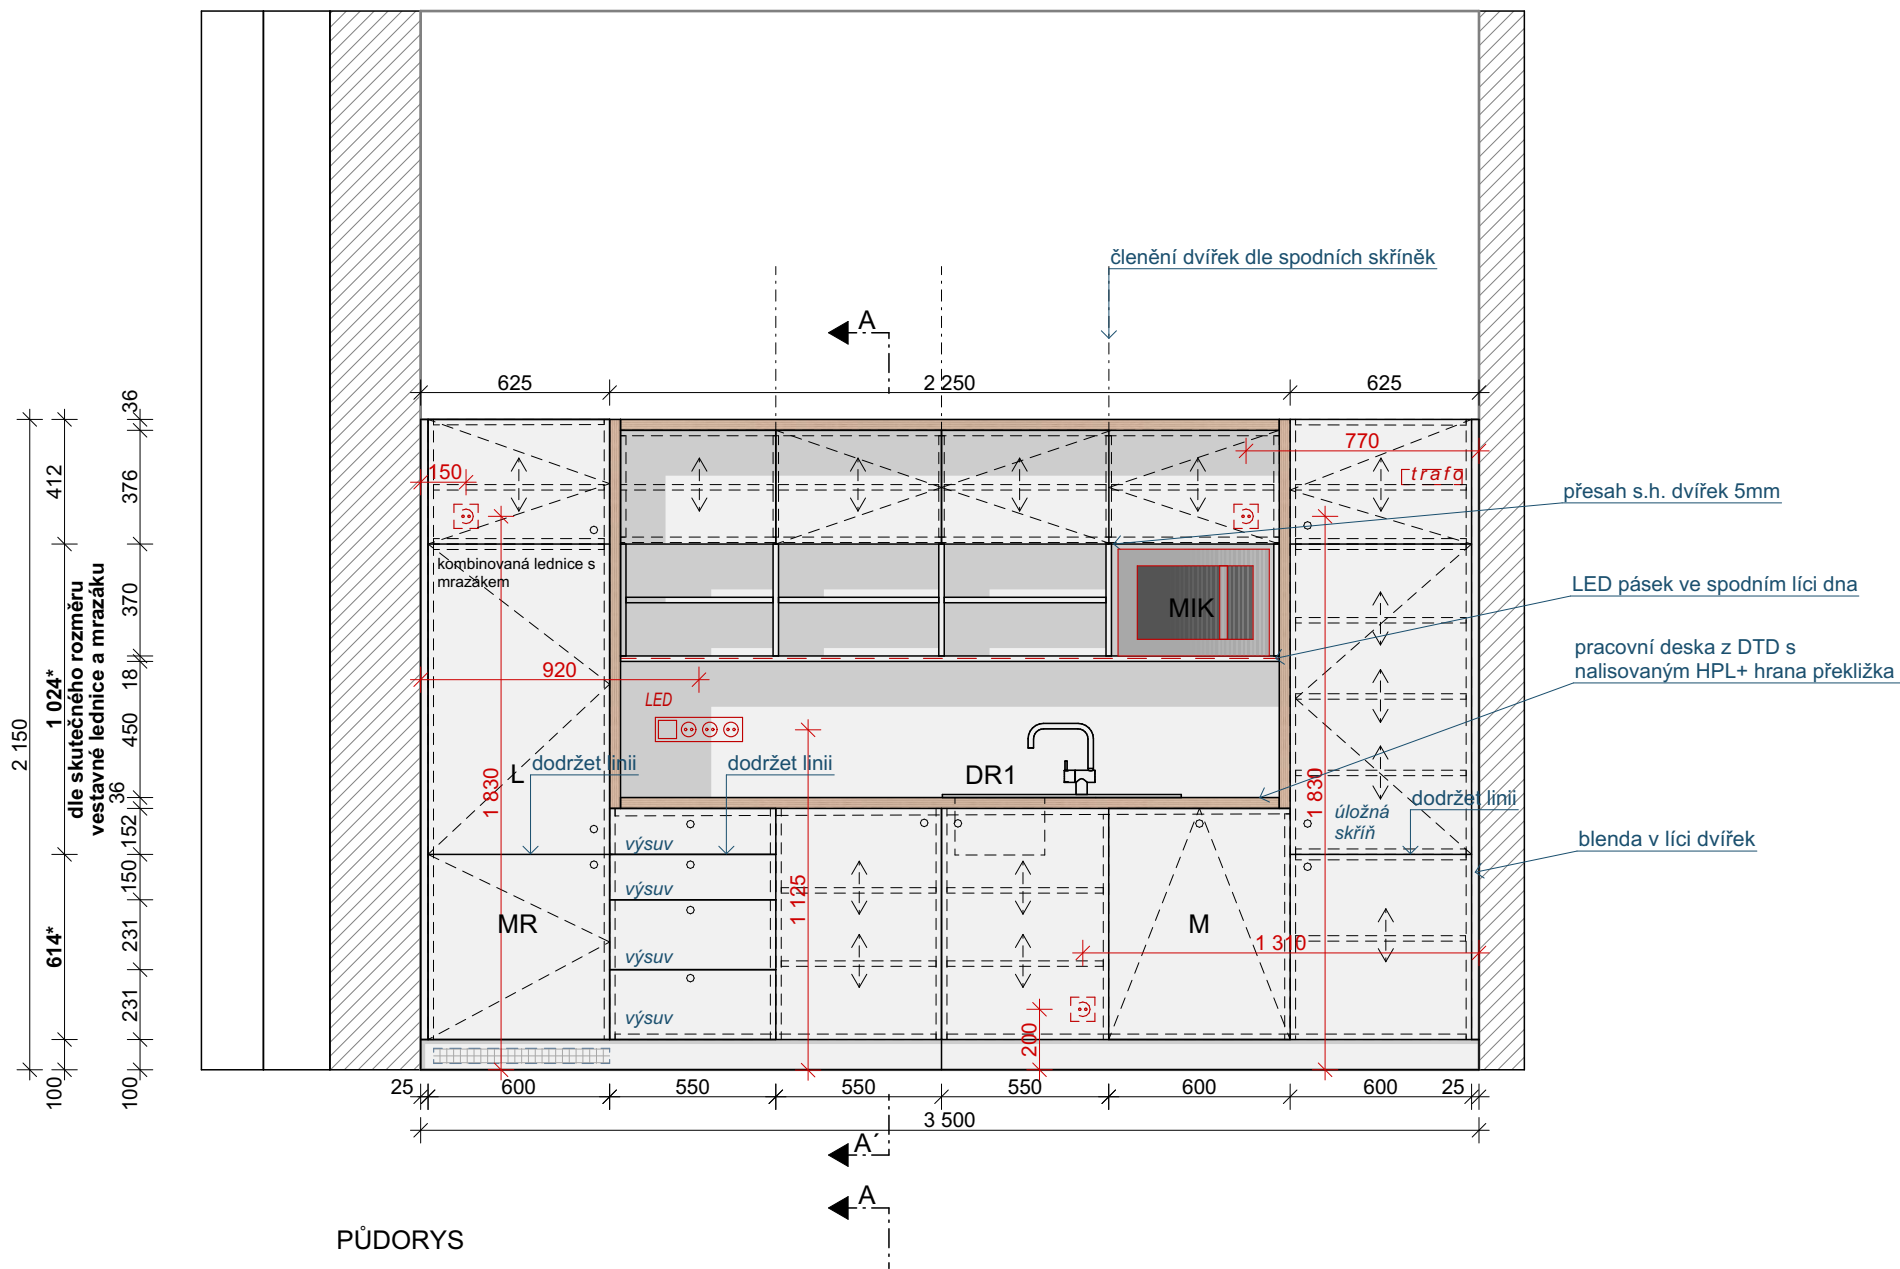 členění dvířek dle spodních skříněk
A
625
2 250
625
36
412
376
150
770
trafo
přesah s.h. dvířek 5mm
kombinovaná lednice s
mrazákem
370
MIK
LED pásek ve spodním líci dna
pracovní deska z DTD s
nalisovaným HPL+ hrana překližka
18
920
LED
2 150
1 024*
dle skutečného rozměru
vestavné lednice a mrazáku
450
L
dodržet linii
dodržet linii
DR1
1 830
1 830
36
dodržet linii
úložná
skříň
152
výsuv
blenda v líci dvířek
150
výsuv
1 125
614*
MR
M
231
výsuv
1 310
231
výsuv
200
100
100
25
600
550
550
550
600
600
25
3 500
A´
A
PŮDORYS